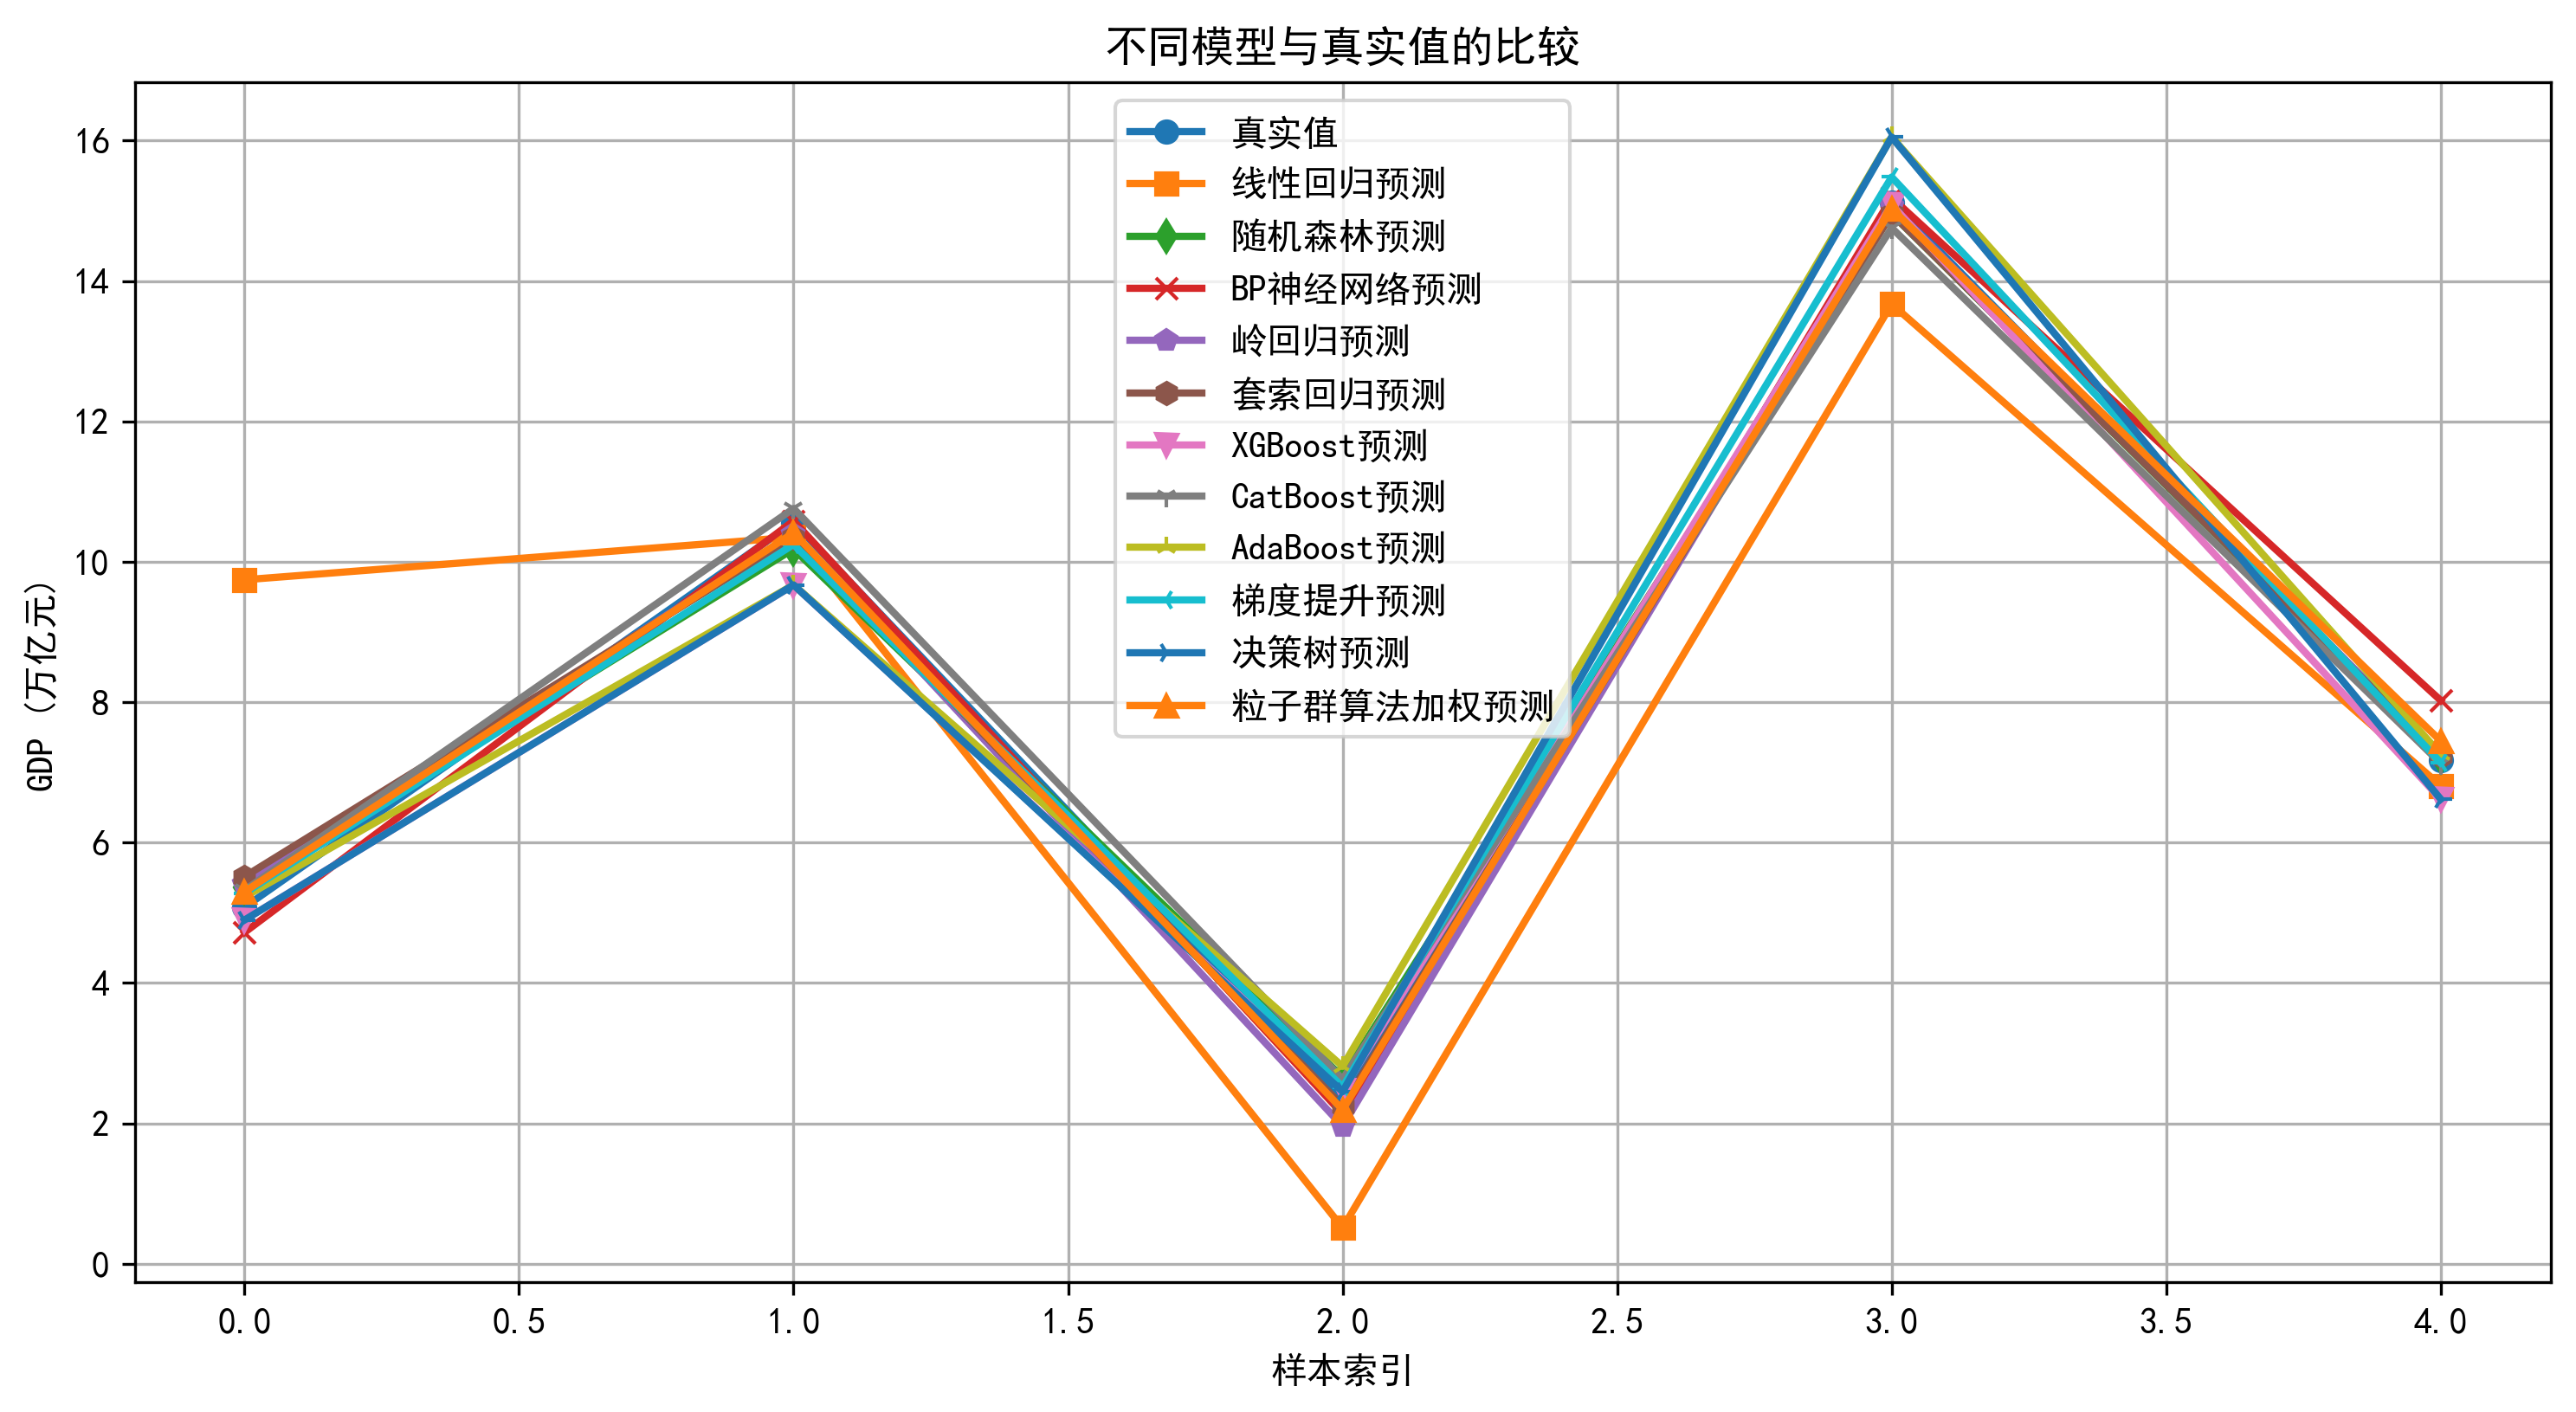 不同模型与真实值的比较
GDP (万亿元)
16
14
12
10
8
6
4
2
0
真实值
线性回归预测
随机森林预测
BP神经网络预测
岭回归预测
套索回归预测
XGBoost预测
CatBoost预测
AdaBoost预测
梯度提升预测
决策树预测
粒子群算法加权预测
0.0 0.5 1.0 1.5 2.0 2.5 3.0 3.5 4.0
样本索引